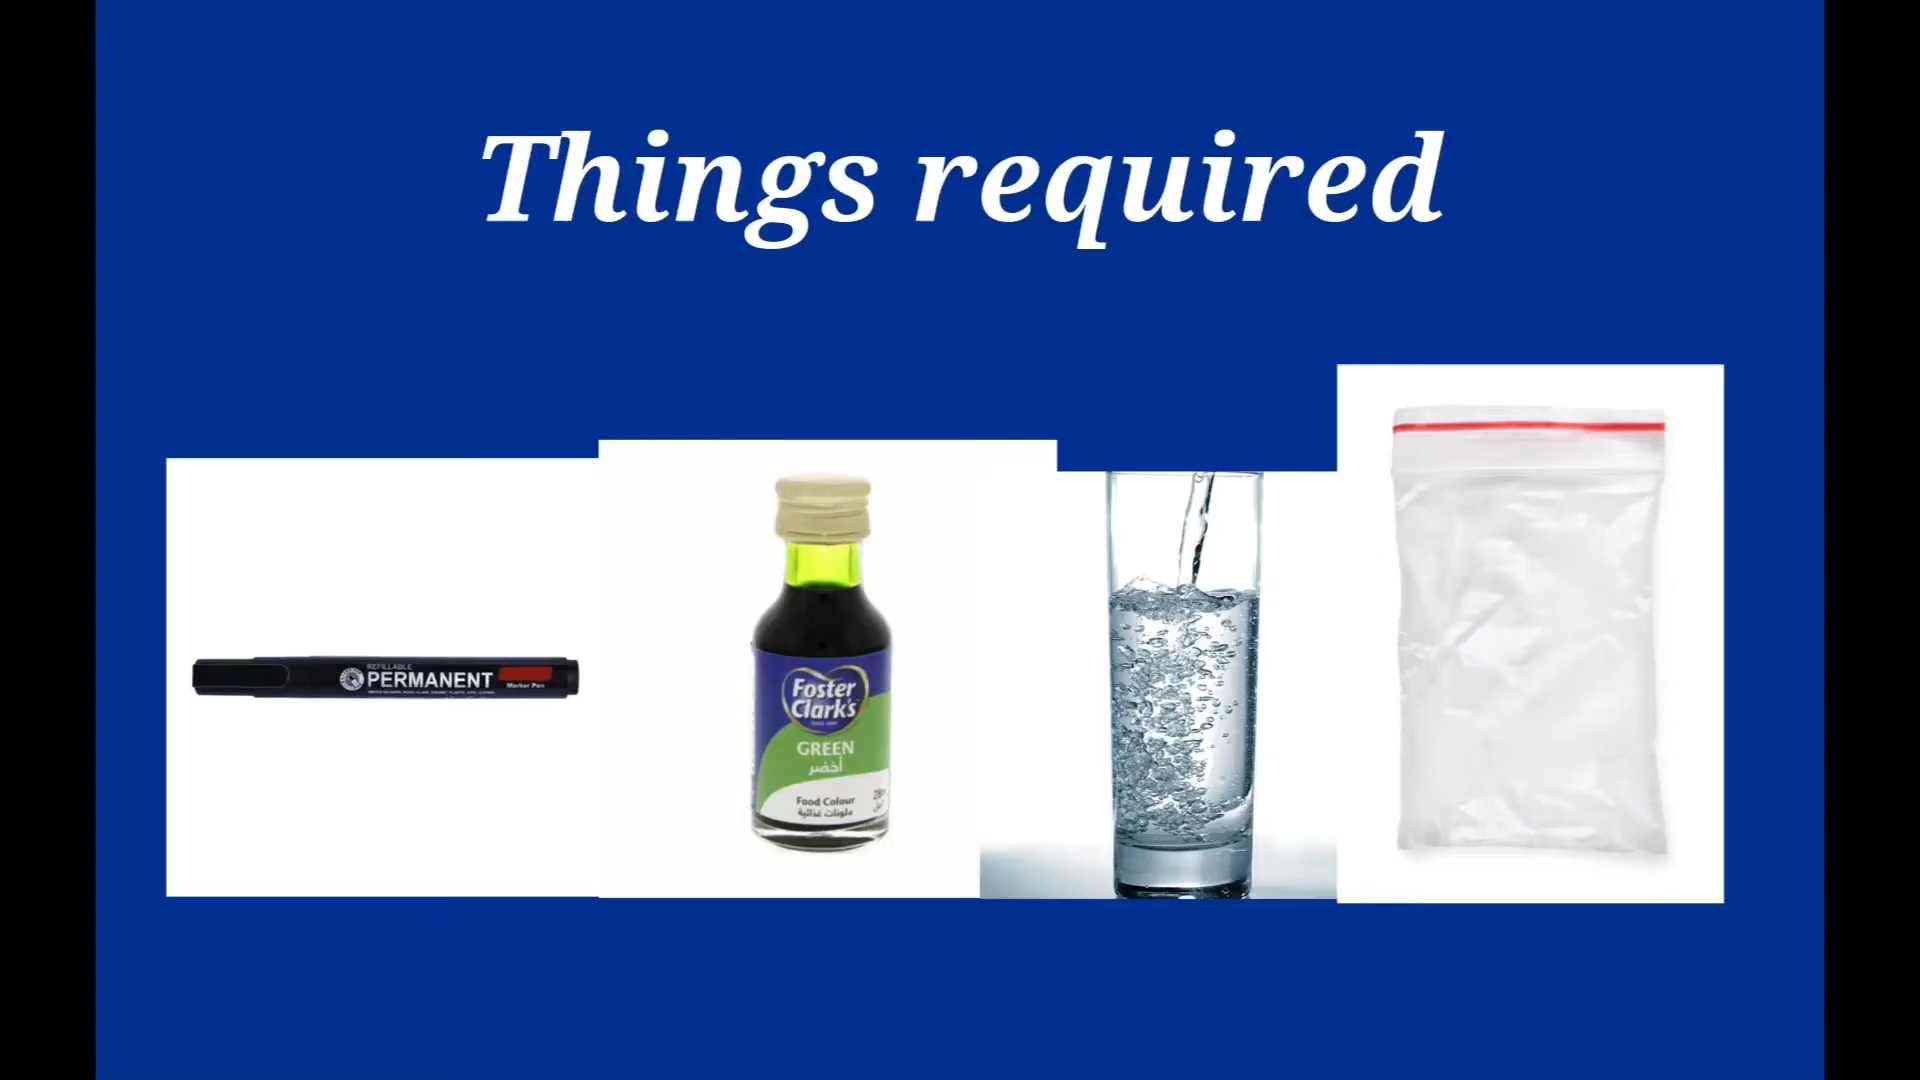 Things required
REFILLABLE
PERMANENT
Marker Pen
Foster
Clark's
GREEN
أخضر
Food Colour
ملونات غذائية